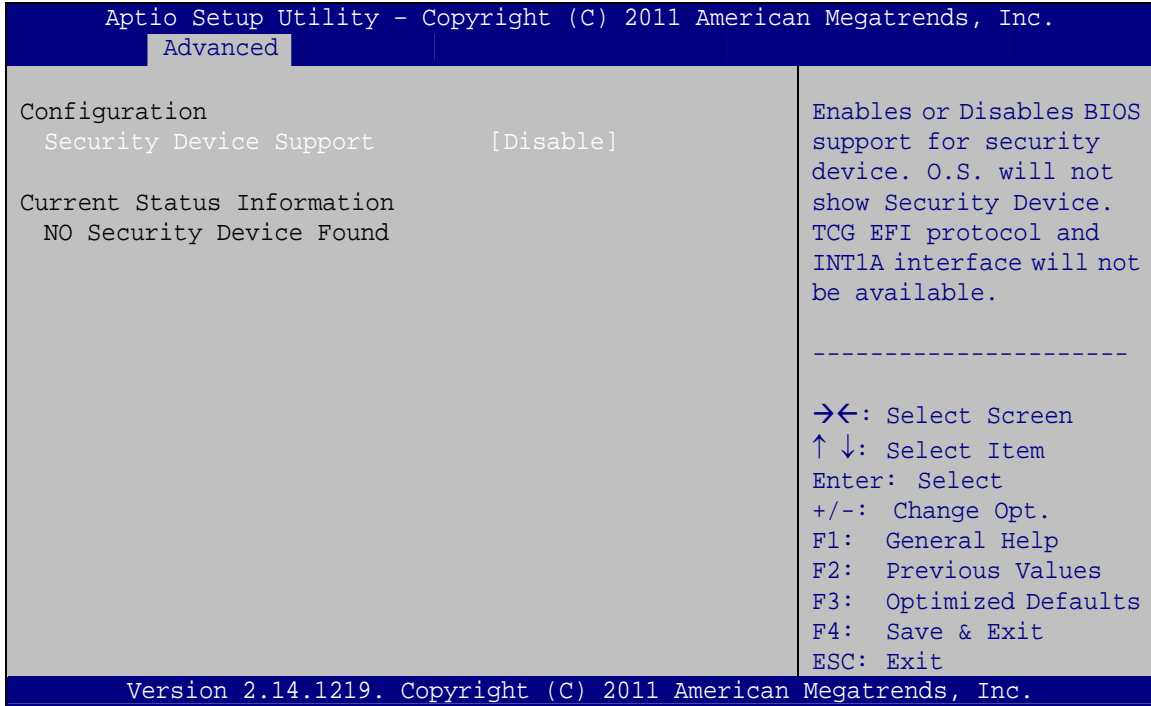 Aptio Setup Utility – Copyright (C) 2011 American Megatrends, Inc.
Advanced
Configuration
Security Device Support [Disable]
Current Status Information
NO Security Device Found
Enables or Disables BIOS
support for security
device. O.S. will not
show Security Device.
TCG EFI protocol and
INT1A interface will not
be available.
----------------------
→←: Select Screen
↑ ↓: Select Item
Enter: Select
+/-: Change Opt.
F1: General Help
F2: Previous Values
F3: Optimized Defaults
F4: Save & Exit
ESC: Exit
Version 2.14.1219. Copyright (C) 2011 American Megatrends, Inc.